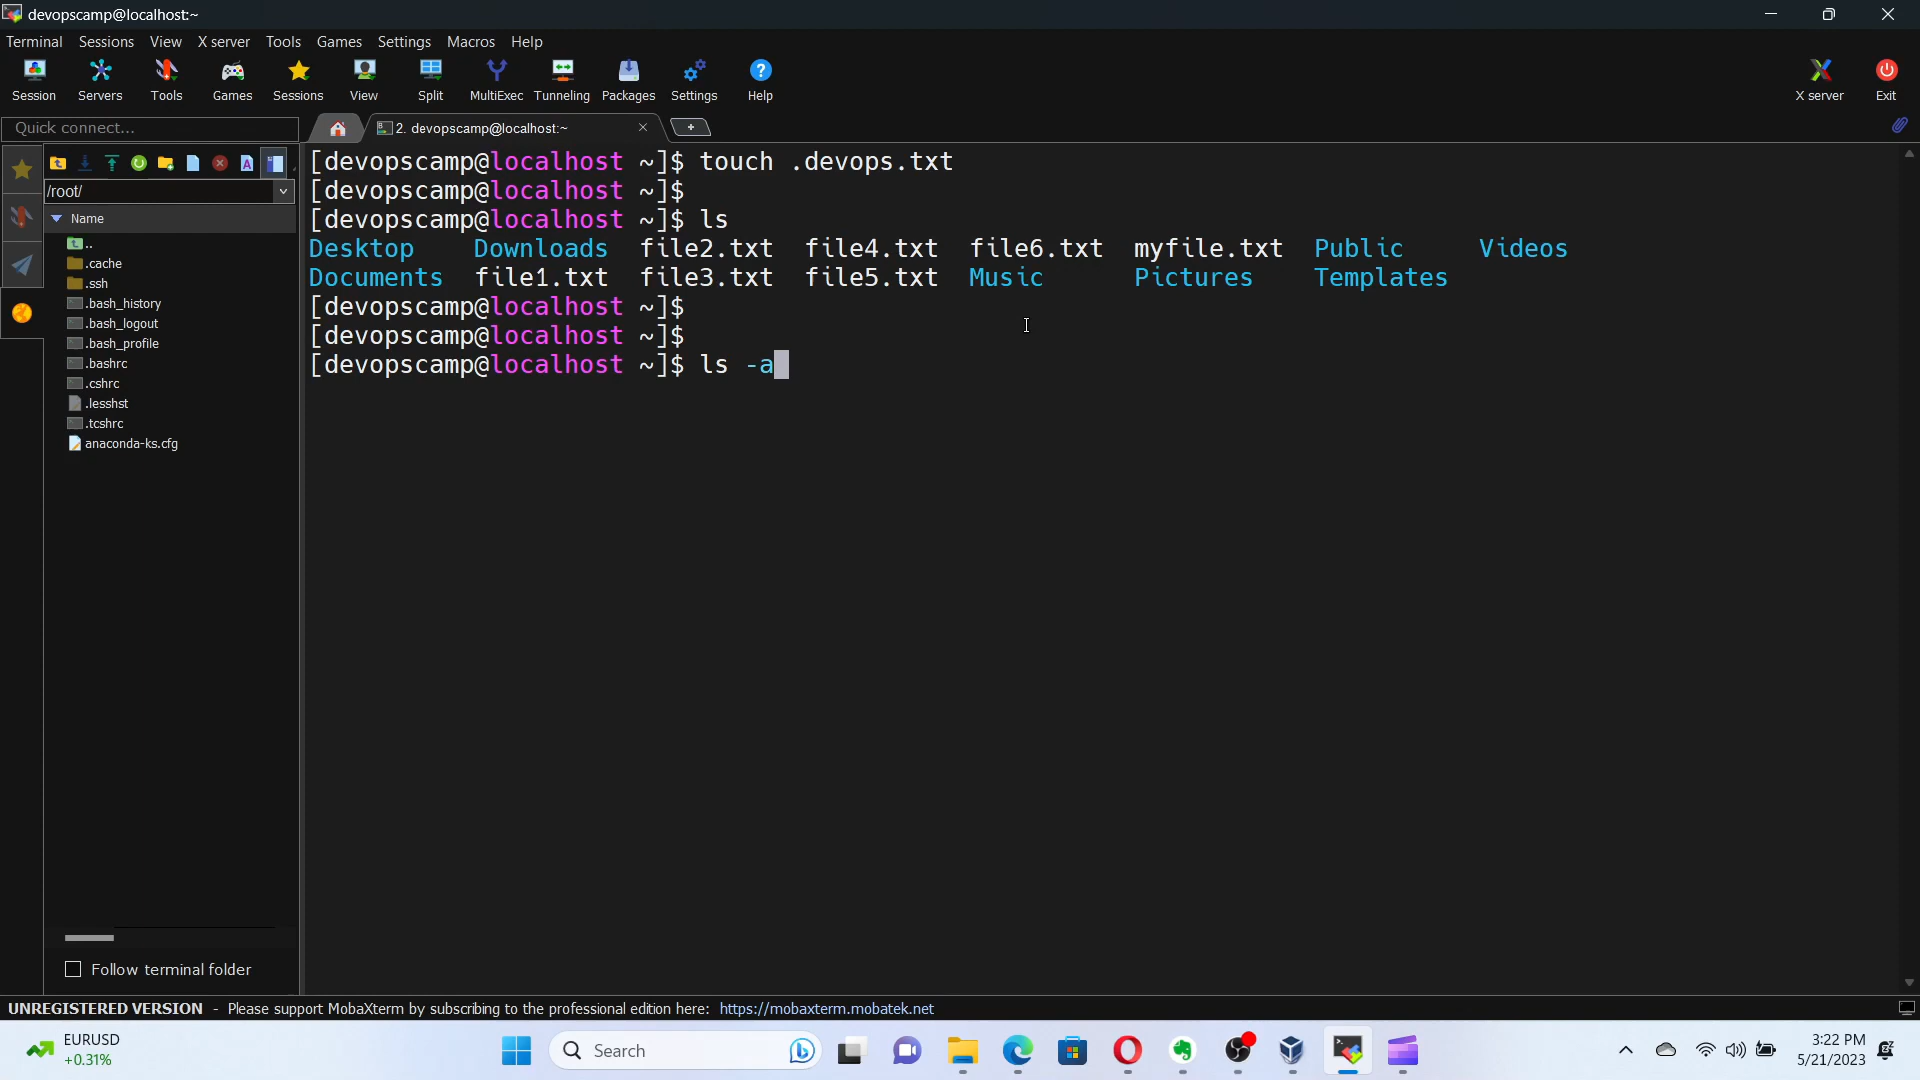 devopscamp@localhost:~
Terminal Sessions View X server Tools Games Settings Macros Help
Session Servers Tools Games Sessions View Split MultiExec Tunneling Packages Settings Help X server Exit
Quick connect...
2. devopscamp@localhost:~
/root/
Name
..
.cache
.ssh
.bash_history
.bash_logout
.bash_profile
.bashrc
.cshrc
.lesshst
.tcshrc
anaconda-ks.cfg
Follow terminal folder
[devopscamp@localhost ~]$ touch .devops.txt
[devopscamp@localhost ~]$
[devopscamp@localhost ~]$ ls
Desktop Downloads file2.txt file4.txt file6.txt myfile.txt Public Videos
Documents file1.txt file3.txt file5.txt Music Pictures Templates
[devopscamp@localhost ~]$
[devopscamp@localhost ~]$
[devopscamp@localhost ~]$ ls -a
UNREGISTERED VERSION - Please support MobaXterm by subscribing to the professional edition here: https://mobaxterm.mobatek.net
EURUSD
+0.31%
Search
3:22 PM
5/21/2023